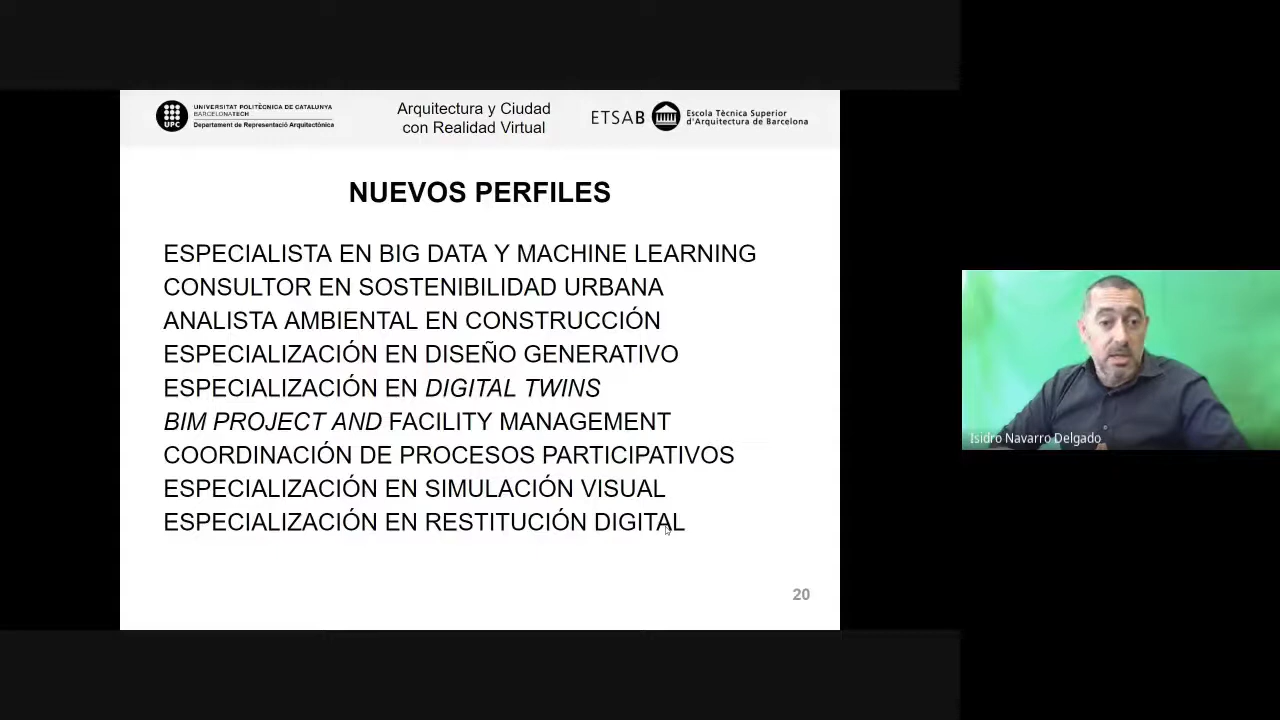 UNIVERSITAT POLITÈCNICA DE CATALUNYA
BARCELONATECH
Departament de Representació Arquitectònica
UPC
Arquitectura y Ciudad
con Realidad Virtual
ETSAB
Escola Tècnica Superior
d'Arquitectura de Barcelona
NUEVOS PERFILES
ESPECIALISTA EN BIG DATA Y MACHINE LEARNING
CONSULTOR EN SOSTENIBILIDAD URBANA
ANALISTA AMBIENTAL EN CONSTRUCCIÓN
ESPECIALIZACIÓN EN DISEÑO GENERATIVO
ESPECIALIZACIÓN EN DIGITAL TWINS
BIM PROJECT AND FACILITY MANAGEMENT
COORDINACIÓN DE PROCESOS PARTICIPATIVOS
ESPECIALIZACIÓN EN SIMULACIÓN VISUAL
ESPECIALIZACIÓN EN RESTITUCIÓN DIGITAL
20
Isidro Navarro Delgado